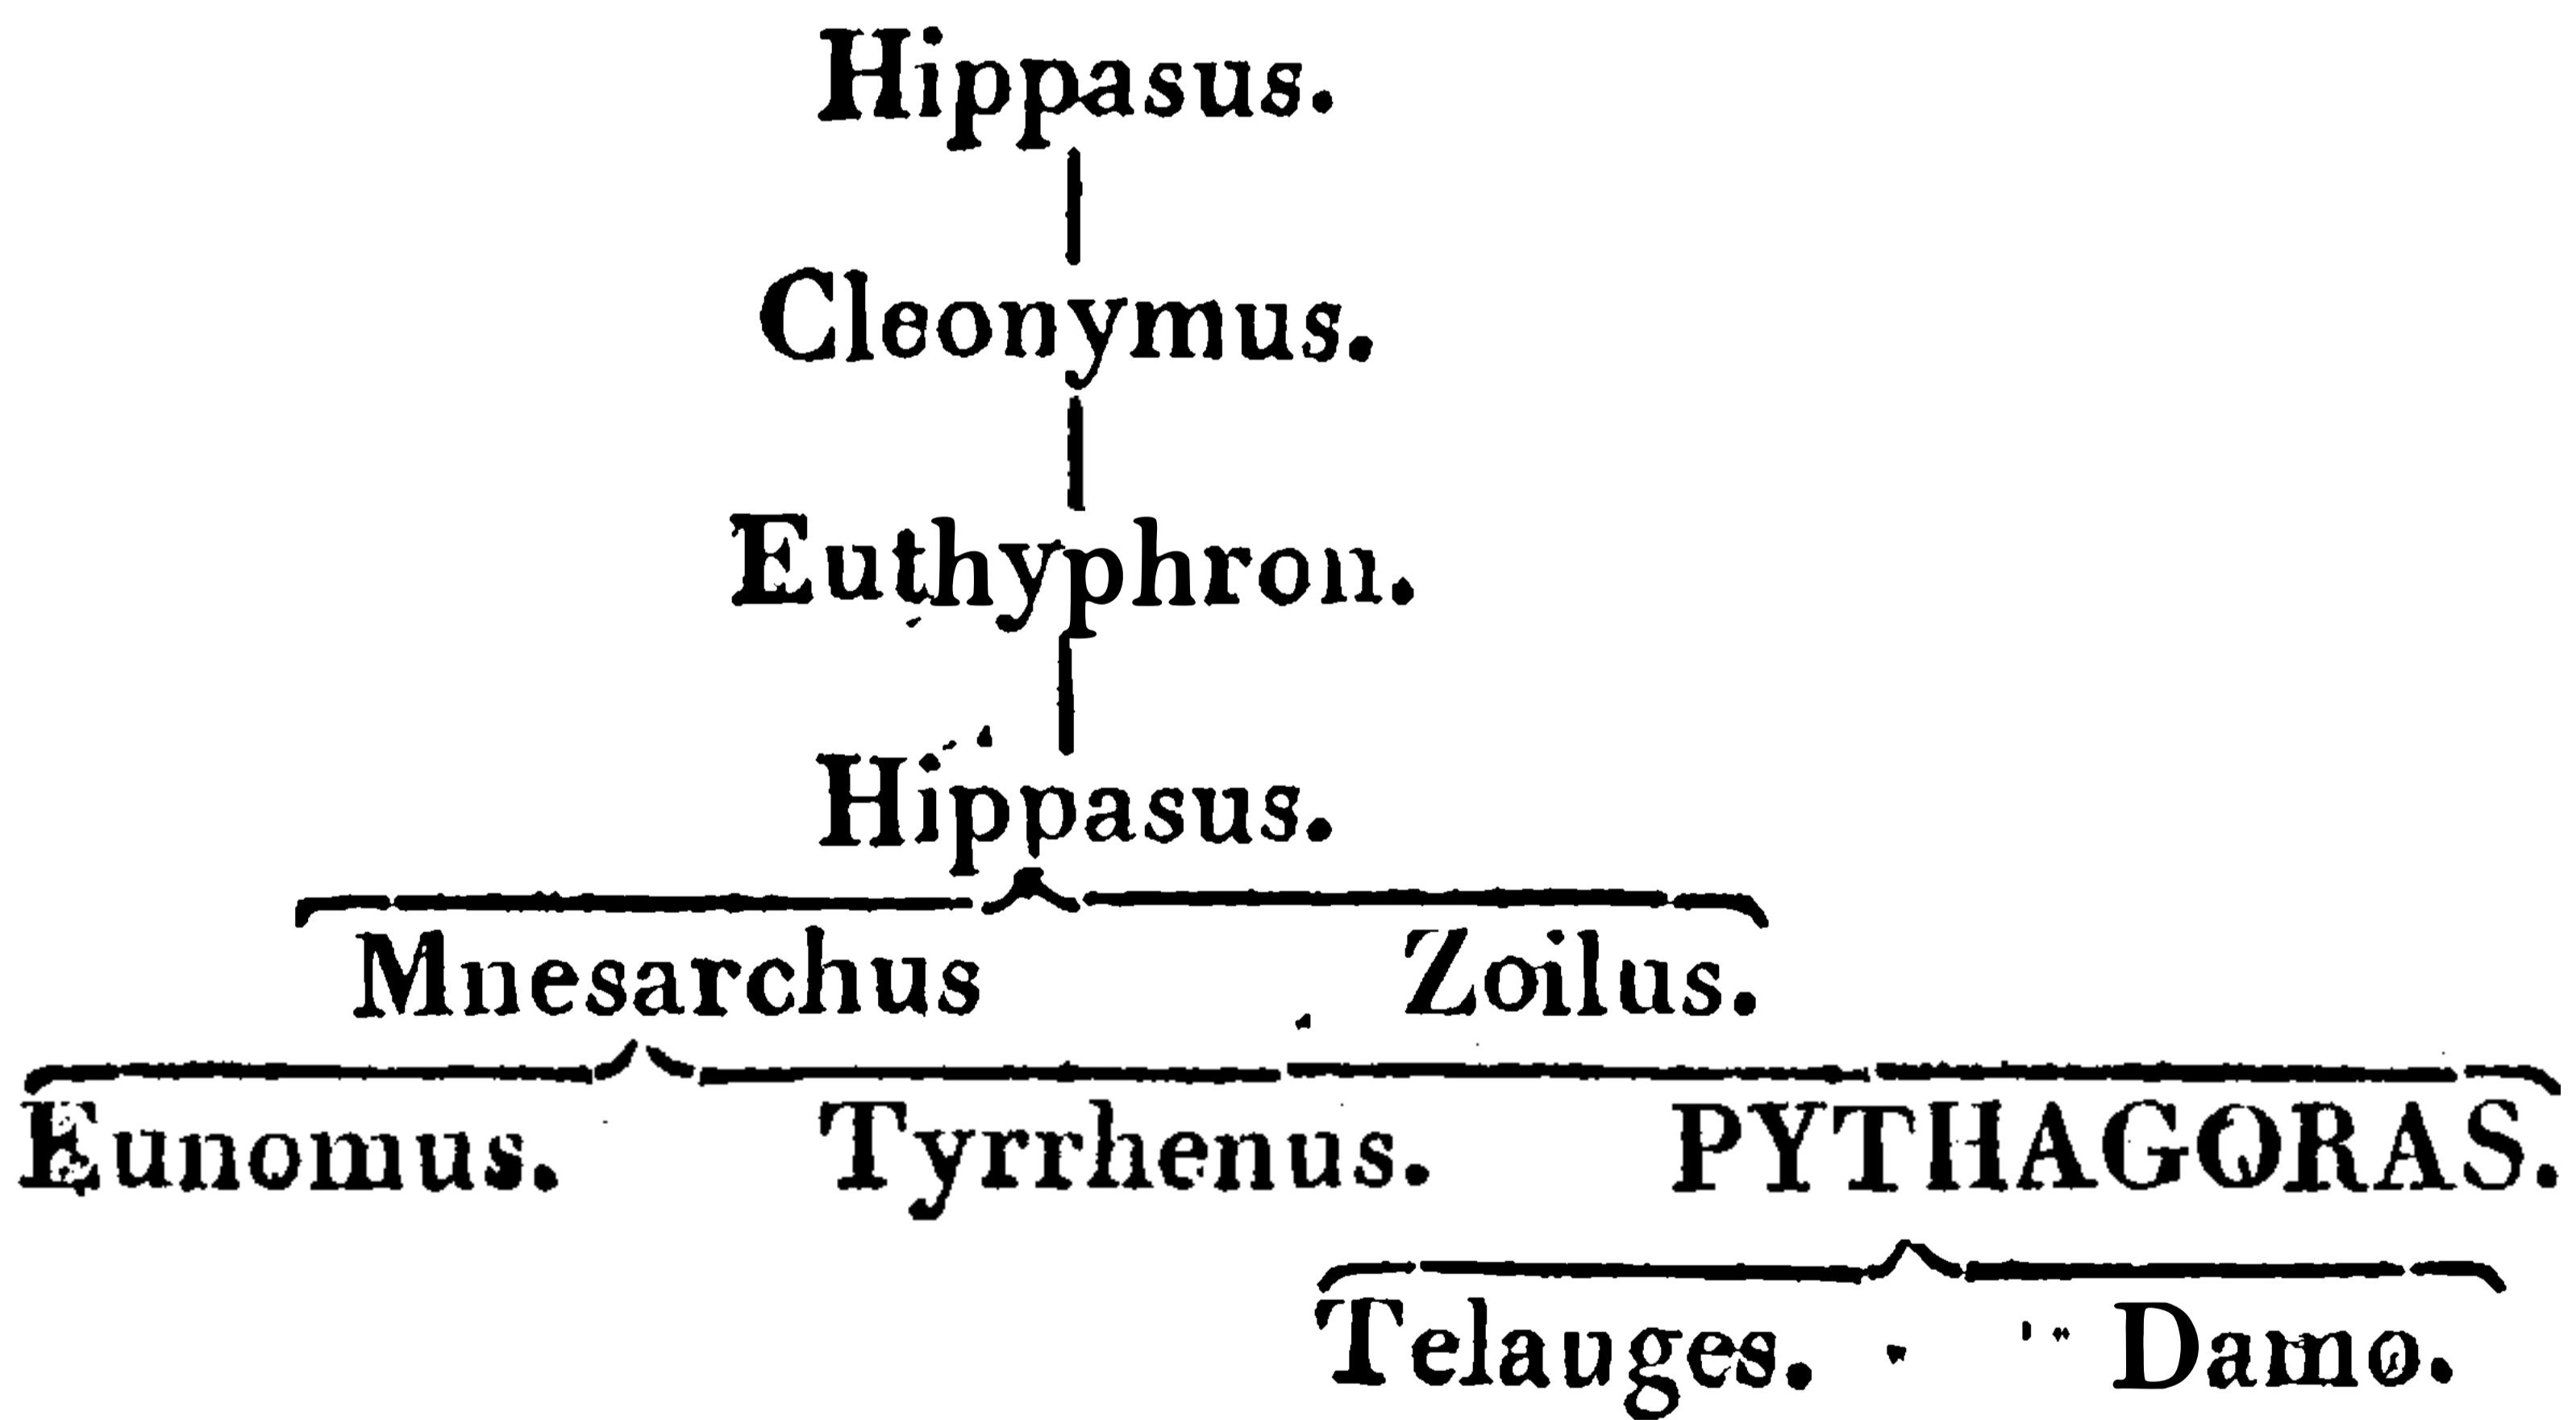 Hippasus.
Cleonymus.
Euthyphron.
Hippasus.
Mnesarchus Zoilus.
Eunomus. Tyrrhenus. PYTHAGORAS.
Telauges. Damo.